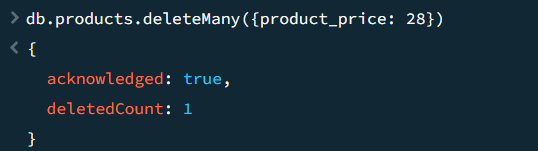 > db.products.deleteMany({product_price: 28})
< {
acknowledged: true,
deletedCount: 1
}